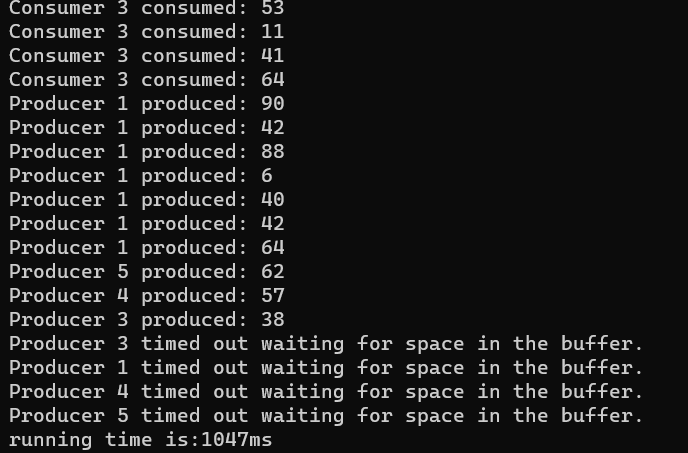 Consumer 3 consumed: 53
Consumer 3 consumed: 11
Consumer 3 consumed: 41
Consumer 3 consumed: 64
Producer 1 produced: 90
Producer 1 produced: 42
Producer 1 produced: 88
Producer 1 produced: 6
Producer 1 produced: 40
Producer 1 produced: 42
Producer 1 produced: 64
Producer 5 produced: 62
Producer 4 produced: 57
Producer 3 produced: 38
Producer 3 timed out waiting for space in the buffer.
Producer 1 timed out waiting for space in the buffer.
Producer 4 timed out waiting for space in the buffer.
Producer 5 timed out waiting for space in the buffer.
running time is:1047ms